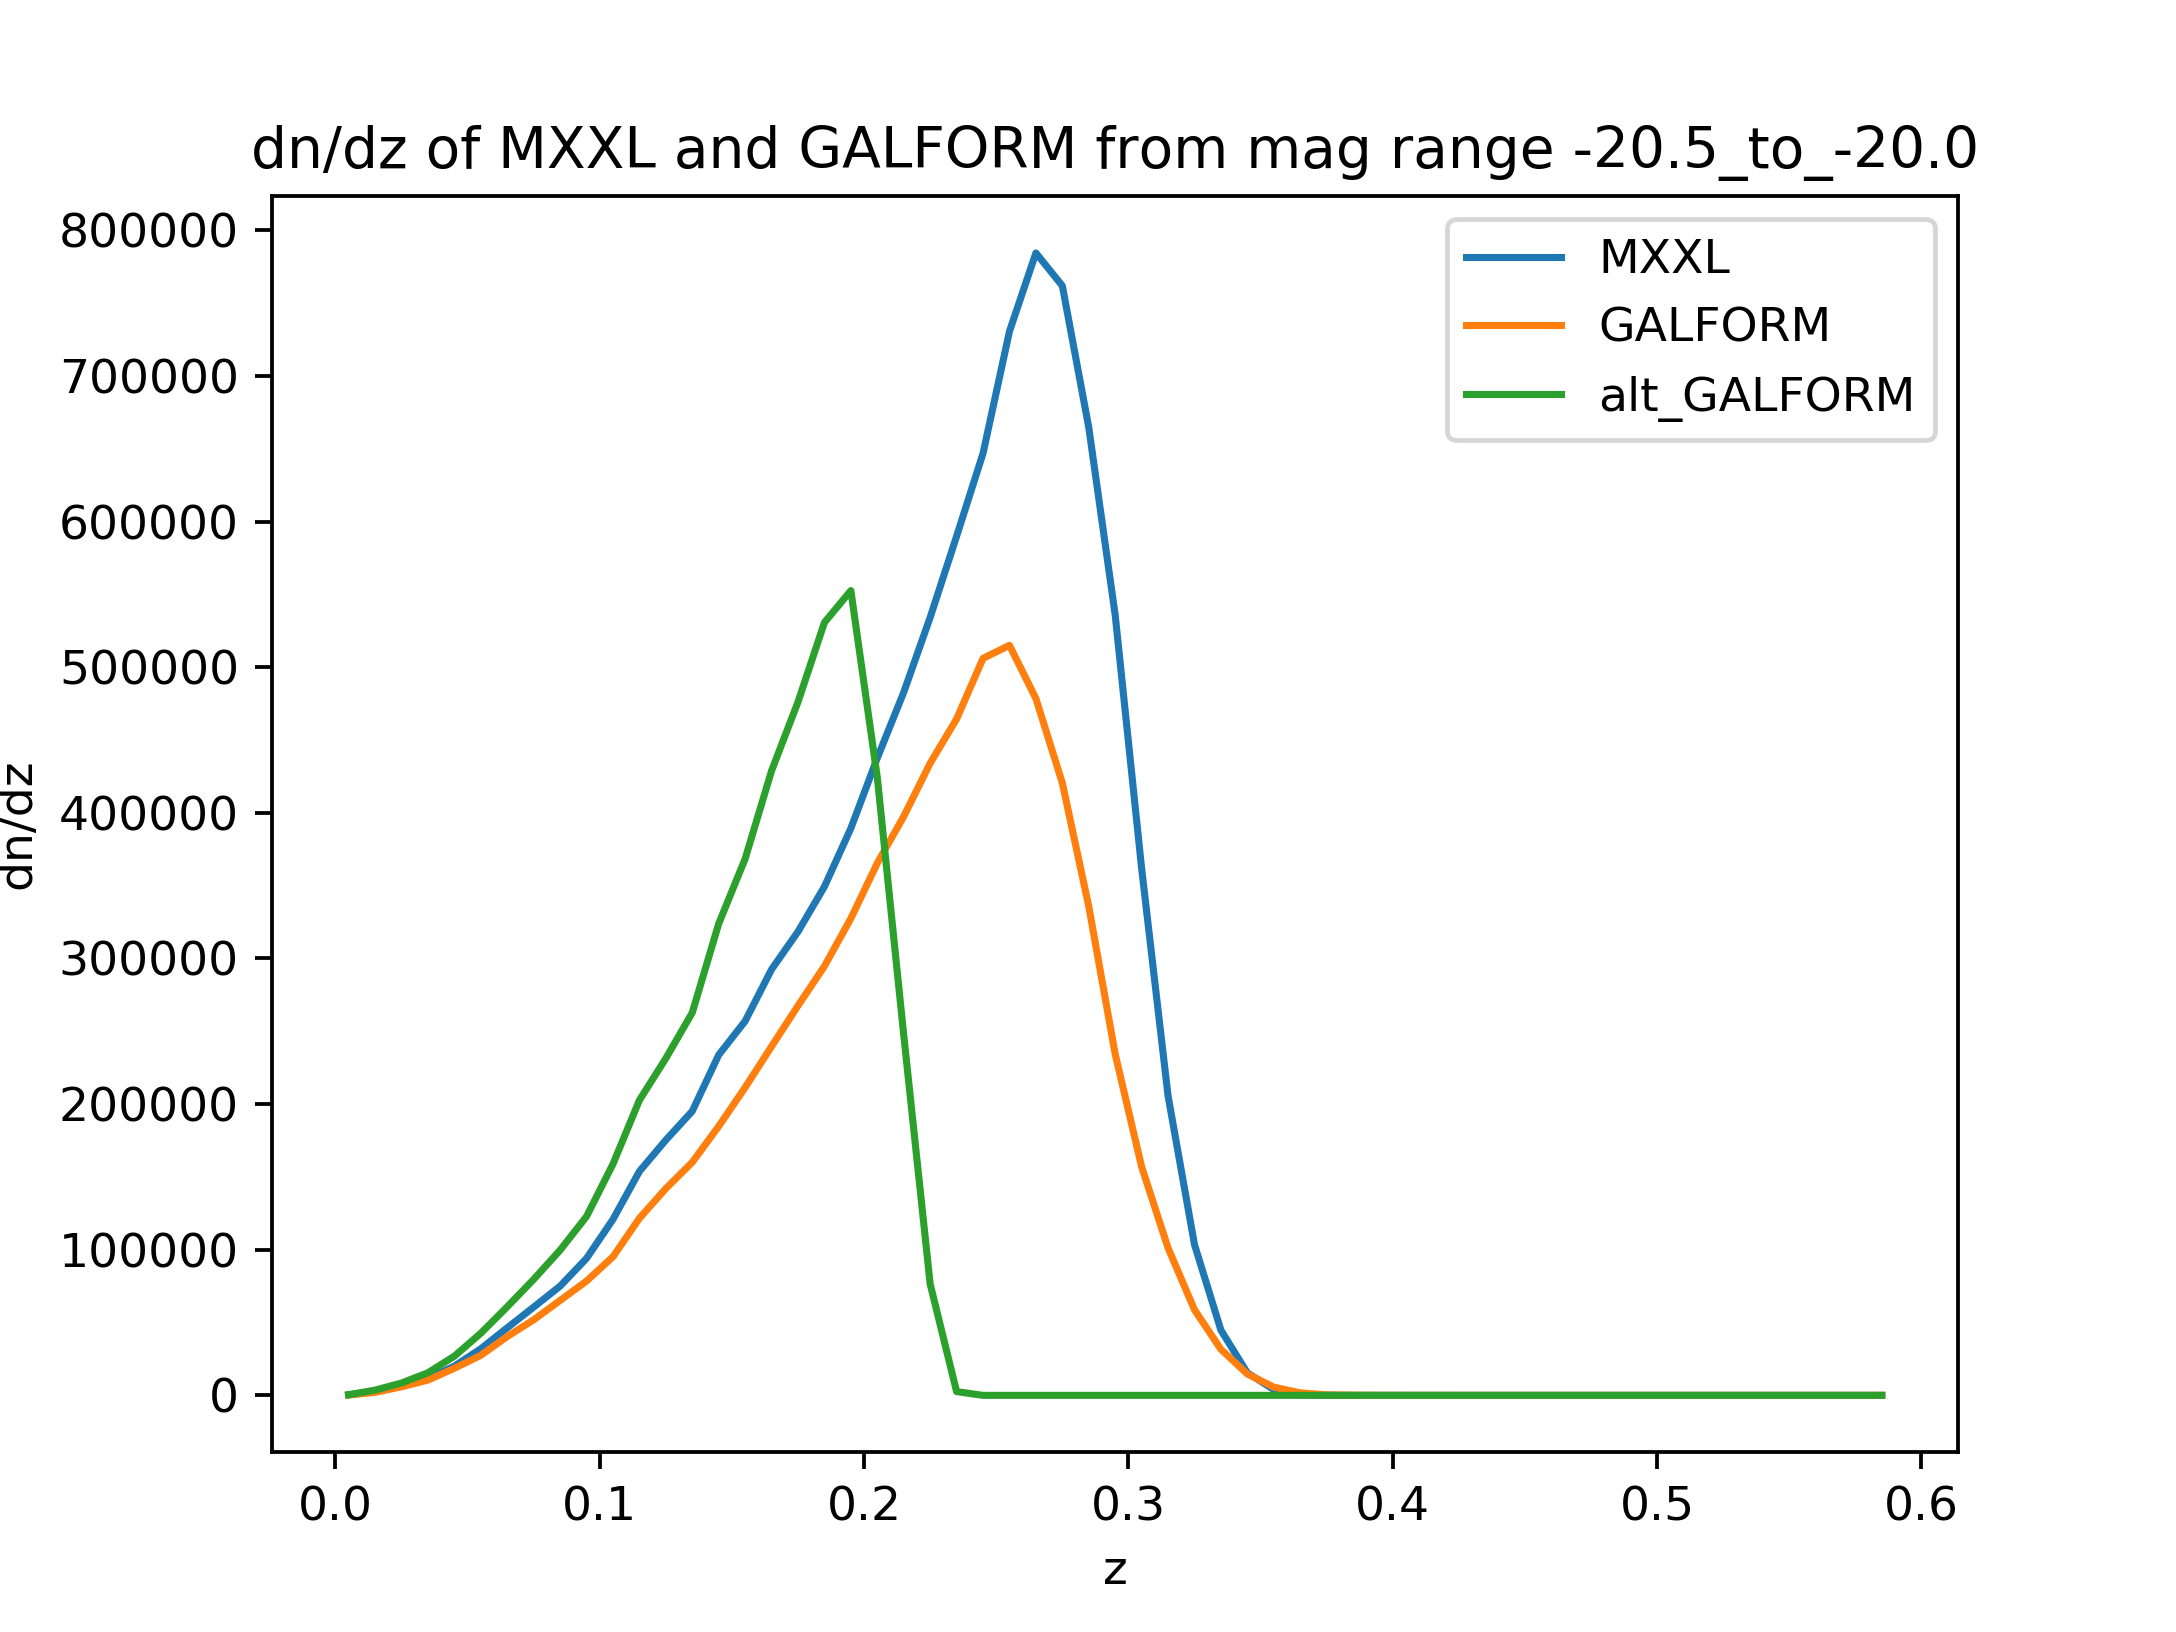 dn/dz of MXXL and GALFORM from mag range -20.5_to_-20.0
800000
700000
600000
500000
400000
300000
200000
100000
0
dn/dz
MXXL
GALFORM
alt_GALFORM
0.0 0.1 0.2 0.3 0.4 0.5 0.6
z